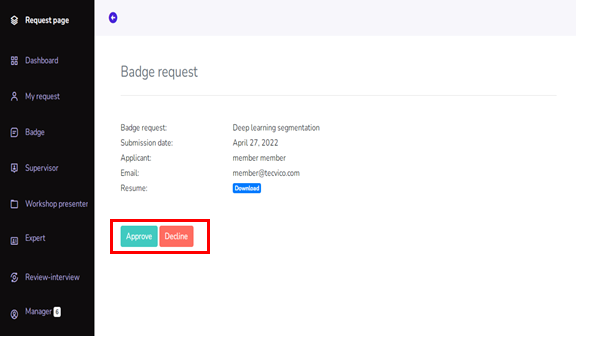 Request page
Dashboard
My request
Badge
Supervisor
Workshop presenter
Expert
Review-interview
Manager 6
Badge request
Badge request: Deep learning segmentation
Submission date: April 27, 2022
Applicant: member member
Email: member@tecvico.com
Resume: Download
Approve Decline